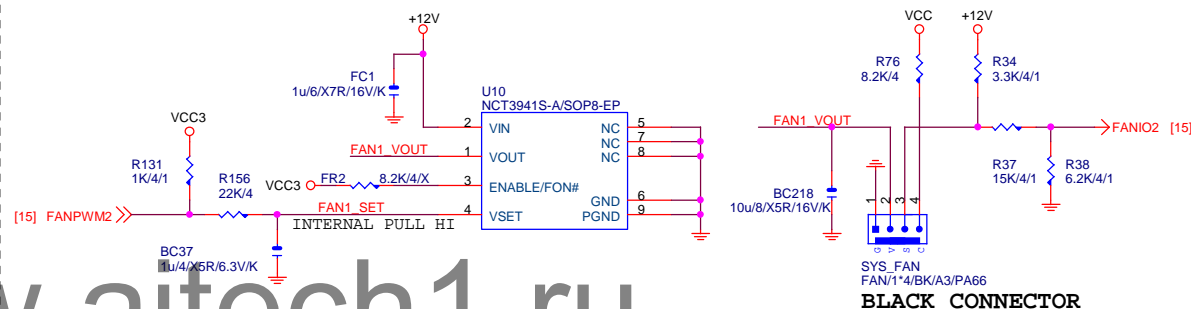 +12V
FC1
1u/6/X7R/16V/K
U10
NCT3941S-A/SOP8-EP
2 VIN
1 VOUT
3 ENABLE/FON#
4 VSET
NC 5
NC 7
NC 8
GND 6
PGND 9
FAN1_VOUT
VCC3
FR2 8.2K/4/X
FAN1_SET
INTERNAL PULL HI
VCC3
R131
1K/4/1
R156
22K/4
[15] FANPWM2
BC37
1u/4/X5R/6.3V/K
VCC
+12V
R76
8.2K/4
R34
3.3K/4/1
FAN1_VOUT
FANIO2 [15]
R37
15K/4/1
R38
6.2K/4/1
BC218
10u/8/X5R/16V/K
1 2 3 4
G V S C
SYS_FAN
FAN/1*4/BK/A3/PA66
BLACK CONNECTOR